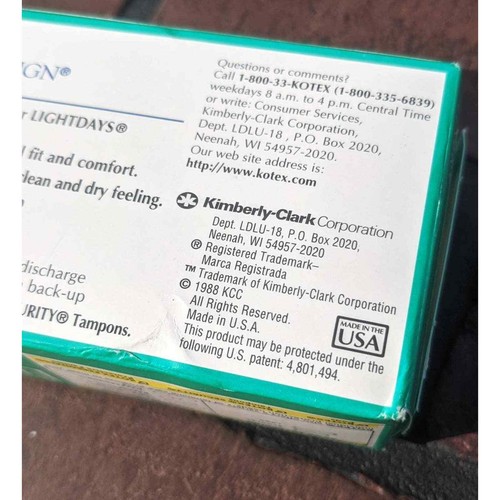 IGN®
r LIGHTDAYS®
l fit and comfort.
lean and dry feeling.
discharge
back-up
URITY® Tampons.
Questions or comments?
Call 1-800-33-KOTEX (1-800-335-6839)
weekdays 8 a.m. to 4 p.m. Central Time
or write: Consumer Services,
Kimberly-Clark Corporation,
Dept. LDLU-18 , P.O. Box 2020,
Neenah, WI 54957-2020.
Our web site address is:
http://www.kotex.com
Kimberly-Clark Corporation
Dept. LDLU-18, P.O. Box 2020,
Neenah, WI 54957-2020
® Registered Trademark–
Marca Registrada
™ Trademark of Kimberly-Clark Corporation
© 1988 KCC
All Rights Reserved.
Made in U.S.A.
This product may be protected under the
following U.S. patent: 4,801,494.
MADE IN THE
USA